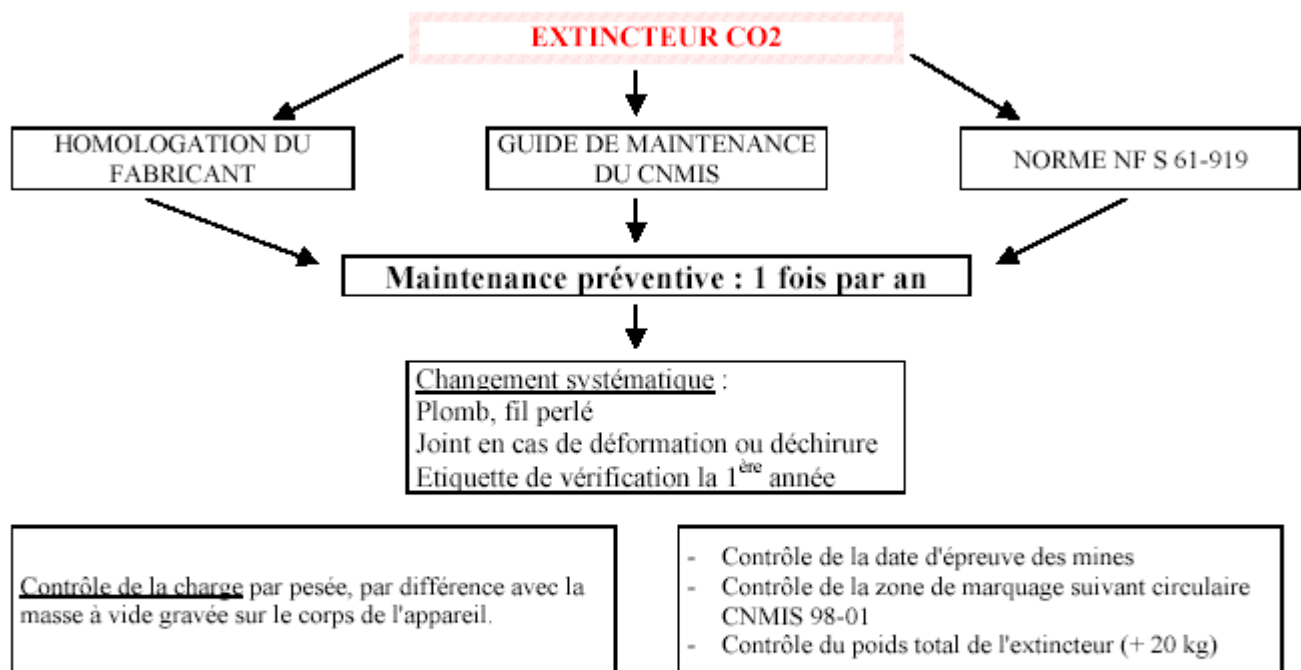 EXTINCTEUR CO2
HOMOLOGATION DU
FABRICANT
GUIDE DE MAINTENANCE
DU CNMIS
NORME NF S 61-919
Maintenance préventive : 1 fois par an
Changement systématique :
Plomb, fil perlé
Joint en cas de déformation ou déchirure
Etiquette de vérification la 1ère année
Contrôle de la charge par pesée, par différence avec la
masse à vide gravée sur le corps de l'appareil.
- Contrôle de la date d'épreuve des mines
- Contrôle de la zone de marquage suivant circulaire
CNMIS 98-01
- Contrôle du poids total de l'extincteur (+ 20 kg)